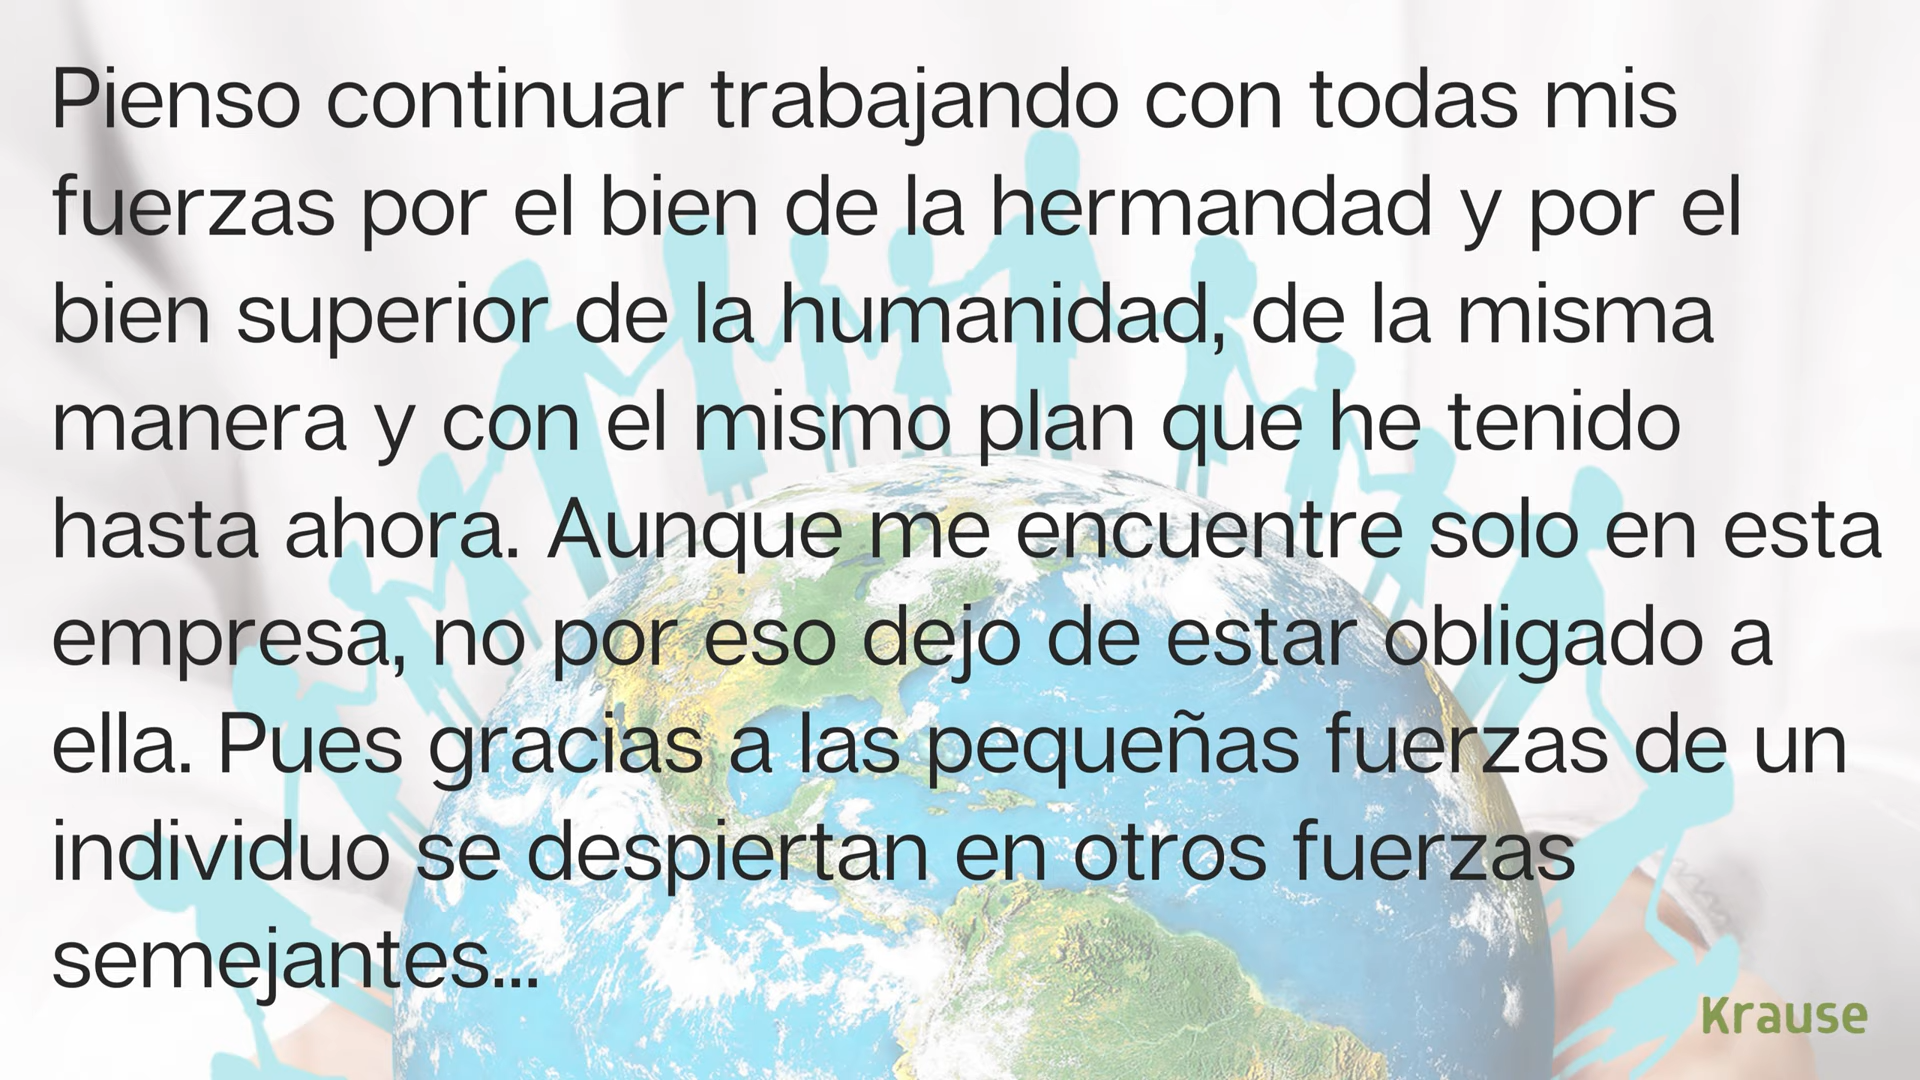 Pienso continuar trabajando con todas mis
fuerzas por el bien de la hermandad y por el
bien superior de la humanidad, de la misma
manera y con el mismo plan que he tenido
hasta ahora. Aunque me encuentre solo en esta
empresa, no por eso dejo de estar obligado a
ella. Pues gracias a las pequeñas fuerzas de un
individuo se despiertan en otros fuerzas
semejantes...
Krause